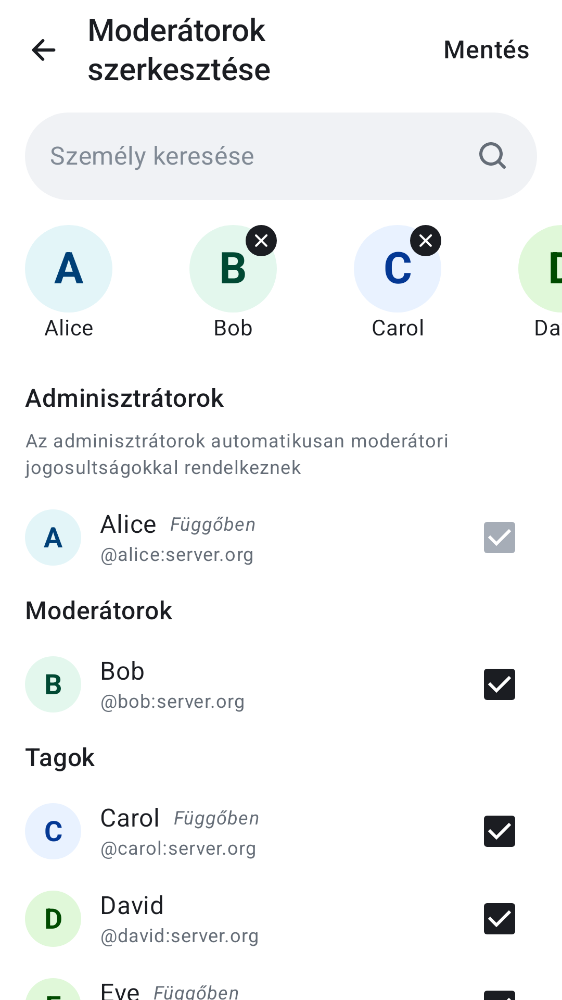 Moderátorok
szerkesztése
Mentés
Személy keresése
A
B
C
D
Alice
Bob
Carol
Da
Adminisztrátorok
Az adminisztrátorok automatikusan moderátori
jogosultságokkal rendelkeznek
A
Alice Függőben
@alice:server.org
Moderátorok
B
Bob
@bob:server.org
Tagok
C
Carol Függőben
@carol:server.org
D
David
@david:server.org
E
Eve Függőben